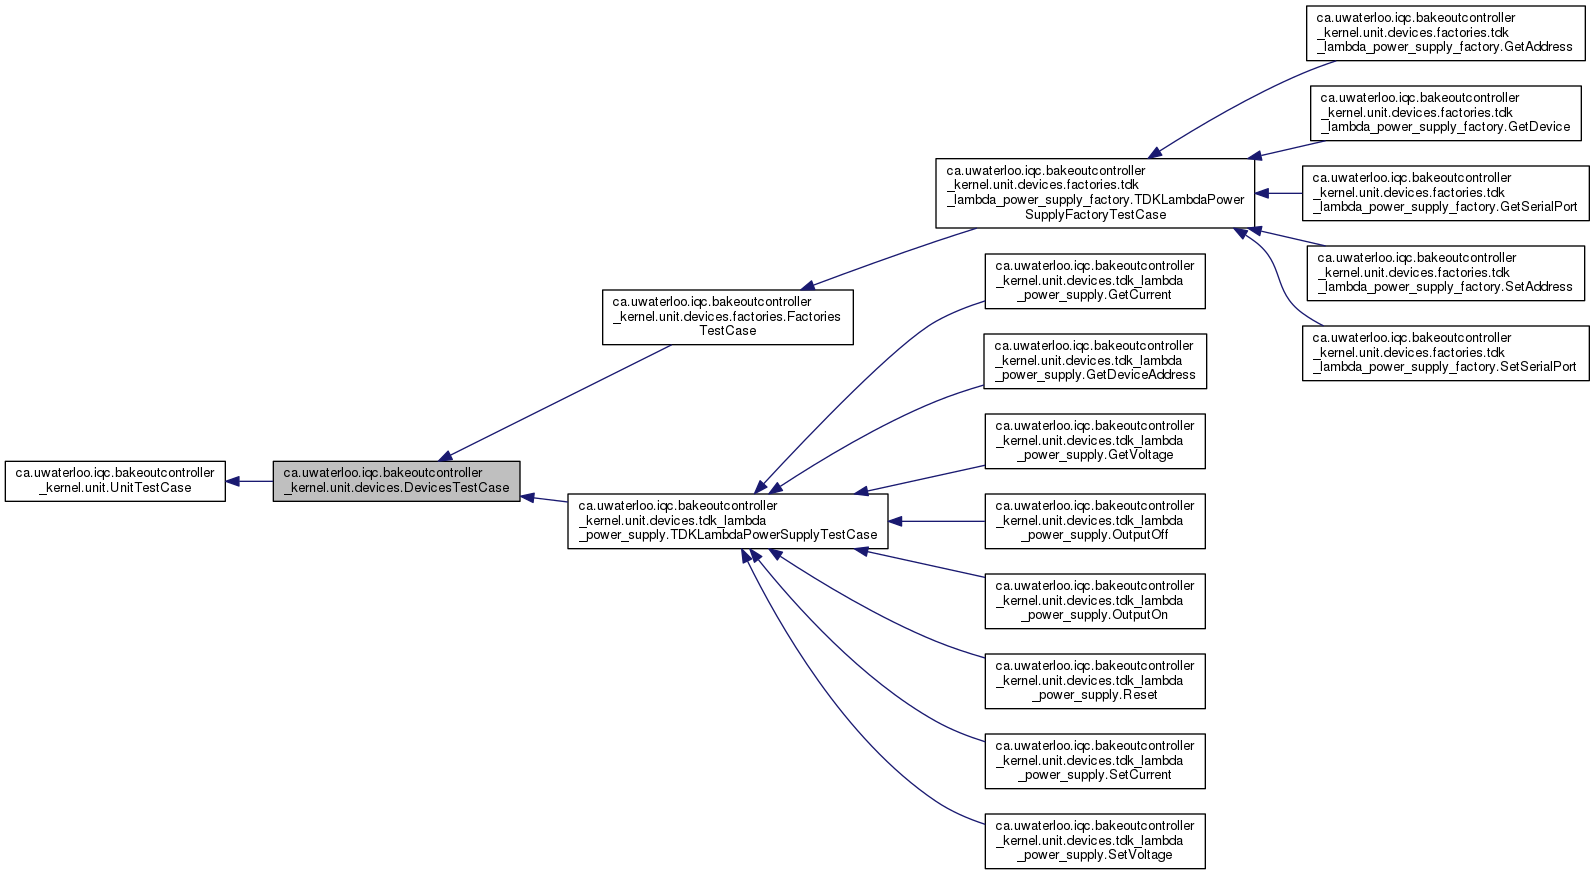 ca.uwaterloo.iqc.bakeoutcontroller
_kernel.unit.UnitTestCase
ca.uwaterloo.iqc.bakeoutcontroller
_kernel.unit.devices.DevicesTestCase
ca.uwaterloo.iqc.bakeoutcontroller
_kernel.unit.devices.factories.Factories
TestCase
ca.uwaterloo.iqc.bakeoutcontroller
_kernel.unit.devices.tdk_lambda
_power_supply.TDKLambdaPowerSupplyTestCase
ca.uwaterloo.iqc.bakeoutcontroller
_kernel.unit.devices.factories.tdk
_lambda_power_supply_factory.TDKLambdaPower
SupplyFactoryTestCase
ca.uwaterloo.iqc.bakeoutcontroller
_kernel.unit.devices.tdk_lambda
_power_supply.GetCurrent
ca.uwaterloo.iqc.bakeoutcontroller
_kernel.unit.devices.tdk_lambda
_power_supply.GetDeviceAddress
ca.uwaterloo.iqc.bakeoutcontroller
_kernel.unit.devices.tdk_lambda
_power_supply.GetVoltage
ca.uwaterloo.iqc.bakeoutcontroller
_kernel.unit.devices.tdk_lambda
_power_supply.OutputOff
ca.uwaterloo.iqc.bakeoutcontroller
_kernel.unit.devices.tdk_lambda
_power_supply.OutputOn
ca.uwaterloo.iqc.bakeoutcontroller
_kernel.unit.devices.tdk_lambda
_power_supply.Reset
ca.uwaterloo.iqc.bakeoutcontroller
_kernel.unit.devices.tdk_lambda
_power_supply.SetCurrent
ca.uwaterloo.iqc.bakeoutcontroller
_kernel.unit.devices.tdk_lambda
_power_supply.SetVoltage
ca.uwaterloo.iqc.bakeoutcontroller
_kernel.unit.devices.factories.tdk
_lambda_power_supply_factory.GetAddress
ca.uwaterloo.iqc.bakeoutcontroller
_kernel.unit.devices.factories.tdk
_lambda_power_supply_factory.GetDevice
ca.uwaterloo.iqc.bakeoutcontroller
_kernel.unit.devices.factories.tdk
_lambda_power_supply_factory.GetSerialPort
ca.uwaterloo.iqc.bakeoutcontroller
_kernel.unit.devices.factories.tdk
_lambda_power_supply_factory.SetAddress
ca.uwaterloo.iqc.bakeoutcontroller
_kernel.unit.devices.factories.tdk
_lambda_power_supply_factory.SetSerialPort